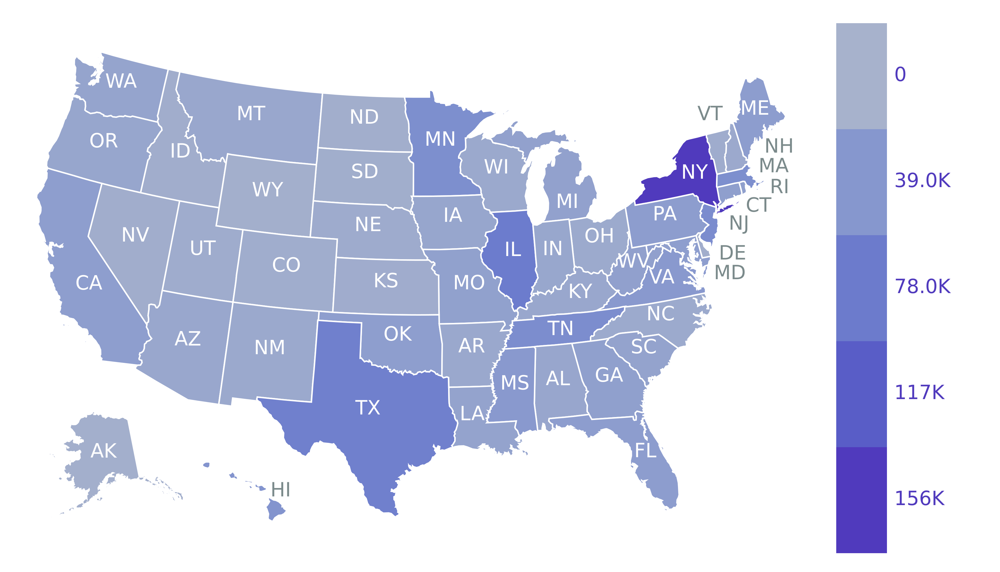 WA
MT
ND
MN
OR
ID
SD
WI
MI
WY
NE
IA
NV
UT
CO
KS
MO
IL
IN
OH
KY
WV
VA
PA
NY
VT
ME
NH
MA
RI
CT
NJ
DE
MD
CA
AZ
NM
OK
AR
TN
NC
SC
MS
AL
GA
TX
LA
FL
AK
HI
0
39.0K
78.0K
117K
156K